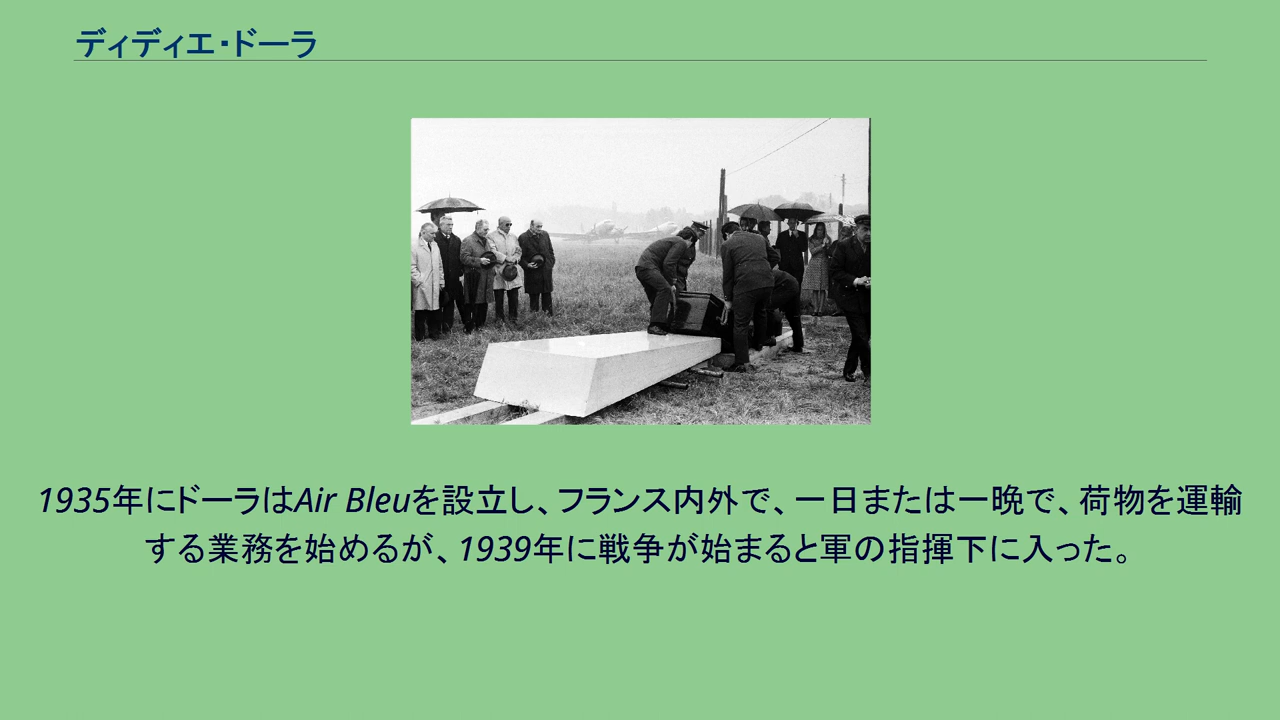 ディディエ・ドーラ
1935年にドーラはAir Bleuを設立し、フランス内外で、一日または一晩で、荷物を運輸
する業務を始めるが、1939年に戦争が始まると軍の指揮下に入った。